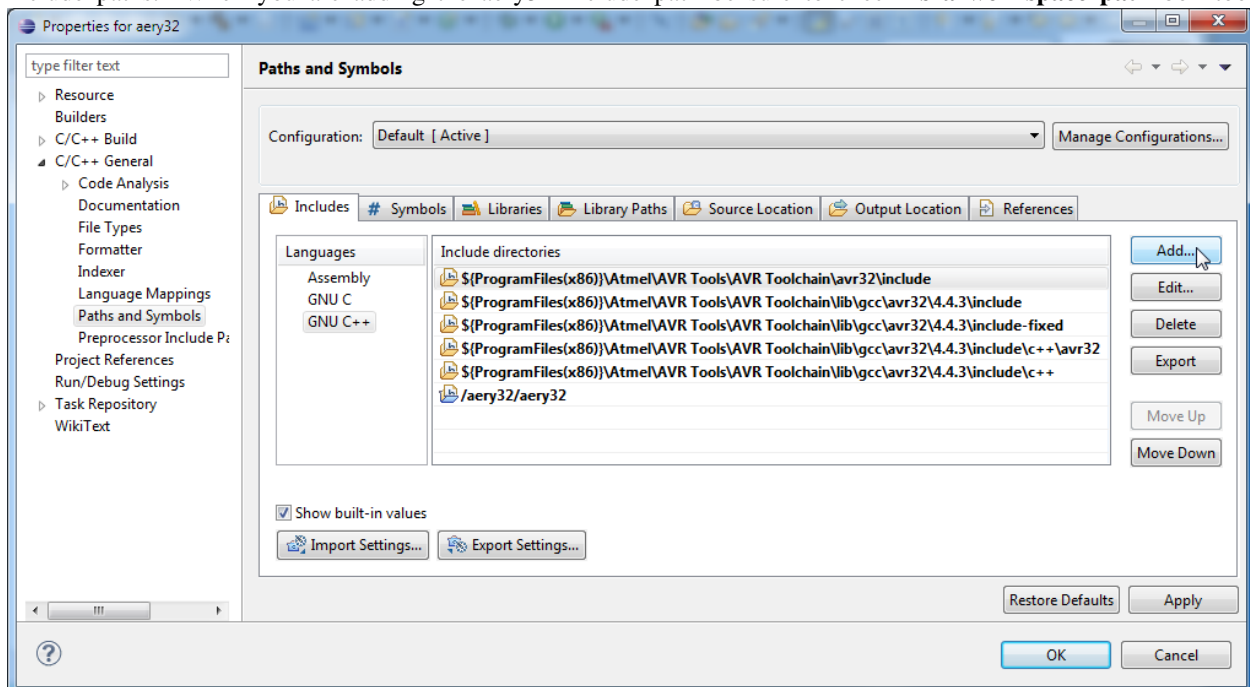 Properties for aery32
type filter text
Resource
Builders
C/C++ Build
C/C++ General
Code Analysis
Documentation
File Types
Formatter
Indexer
Language Mappings
Paths and Symbols
Preprocessor Include Pa
Project References
Run/Debug Settings
Task Repository
WikiText
Paths and Symbols
Configuration: Default [ Active ] Manage Configurations...
Includes # Symbols Libraries Library Paths Source Location Output Location References
Languages
Assembly
GNU C
GNU C++
Include directories
${ProgramFiles(x86)}\Atmel\AVR Tools\AVR Toolchain\avr32\include
${ProgramFiles(x86)}\Atmel\AVR Tools\AVR Toolchain\lib\gcc\avr32\4.4.3\include
${ProgramFiles(x86)}\Atmel\AVR Tools\AVR Toolchain\lib\gcc\avr32\4.4.3\include-fixed
${ProgramFiles(x86)}\Atmel\AVR Tools\AVR Toolchain\lib\gcc\avr32\4.4.3\include\c++\avr32
${ProgramFiles(x86)}\Atmel\AVR Tools\AVR Toolchain\lib\gcc\avr32\4.4.3\include\c++
/aery32/aery32
Add...
Edit...
Delete
Export
Move Up
Move Down
Show built-in values
Import Settings... Export Settings...
Restore Defaults Apply
OK Cancel